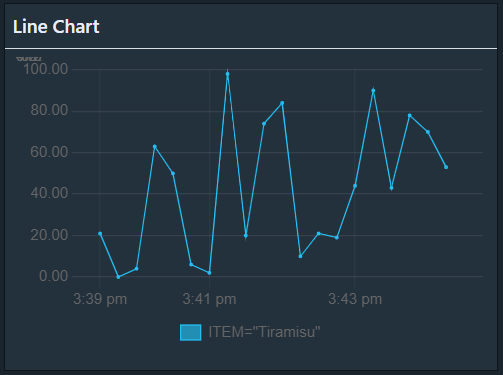 Line Chart
100.00
80.00
60.00
40.00
20.00
0.00
3:39 pm
3:41 pm
3:43 pm
ITEM="Tiramisu"